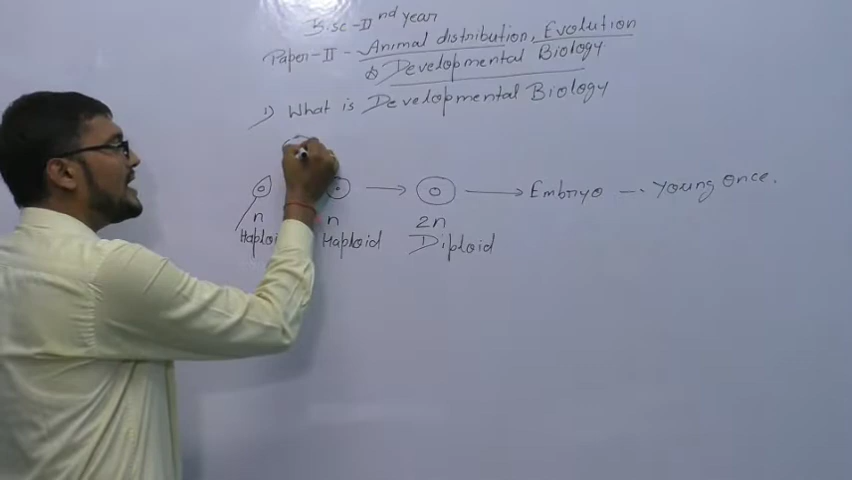 B.Sc-II nd year
Paper-II - Animal distribution, Evolution
& Developmental Biology
1) What is Developmental Biology
Embryo - . Young once.
n n 2n
Haploi Haploid Diploid